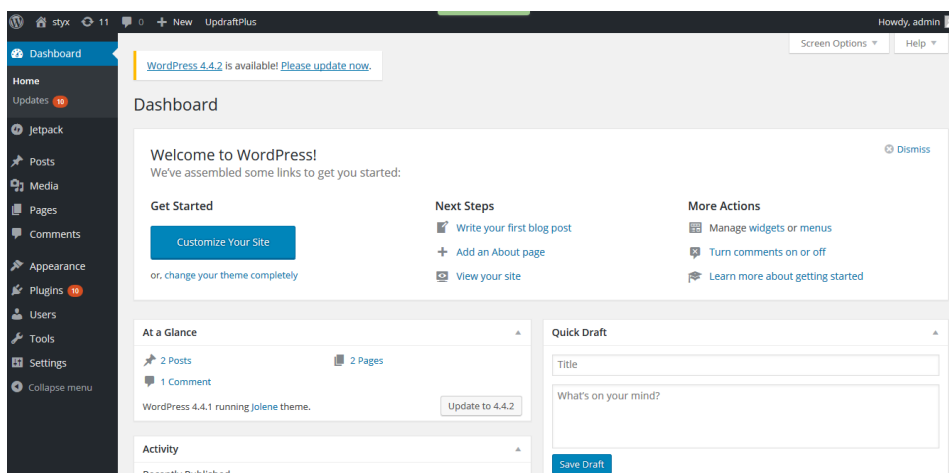 styx 11 0 New UpdraftPlus Howdy, admin
Screen Options Help
Dashboard
Home
Updates 10
Jetpack
Posts
Media
Pages
Comments
Appearance
Plugins 10
Users
Tools
Settings
Collapse menu
WordPress 4.4.2 is available! Please update now.
Dashboard
Welcome to WordPress!
Dismiss
We've assembled some links to get you started:
Get Started
Customize Your Site
or, change your theme completely
Next Steps
Write your first blog post
Add an About page
View your site
More Actions
Manage widgets or menus
Turn comments on or off
Learn more about getting started
At a Glance
2 Posts
2 Pages
1 Comment
WordPress 4.4.1 running Jolene theme.
Update to 4.4.2
Activity
Recently Published
Quick Draft
Title
What's on your mind?
Save Draft